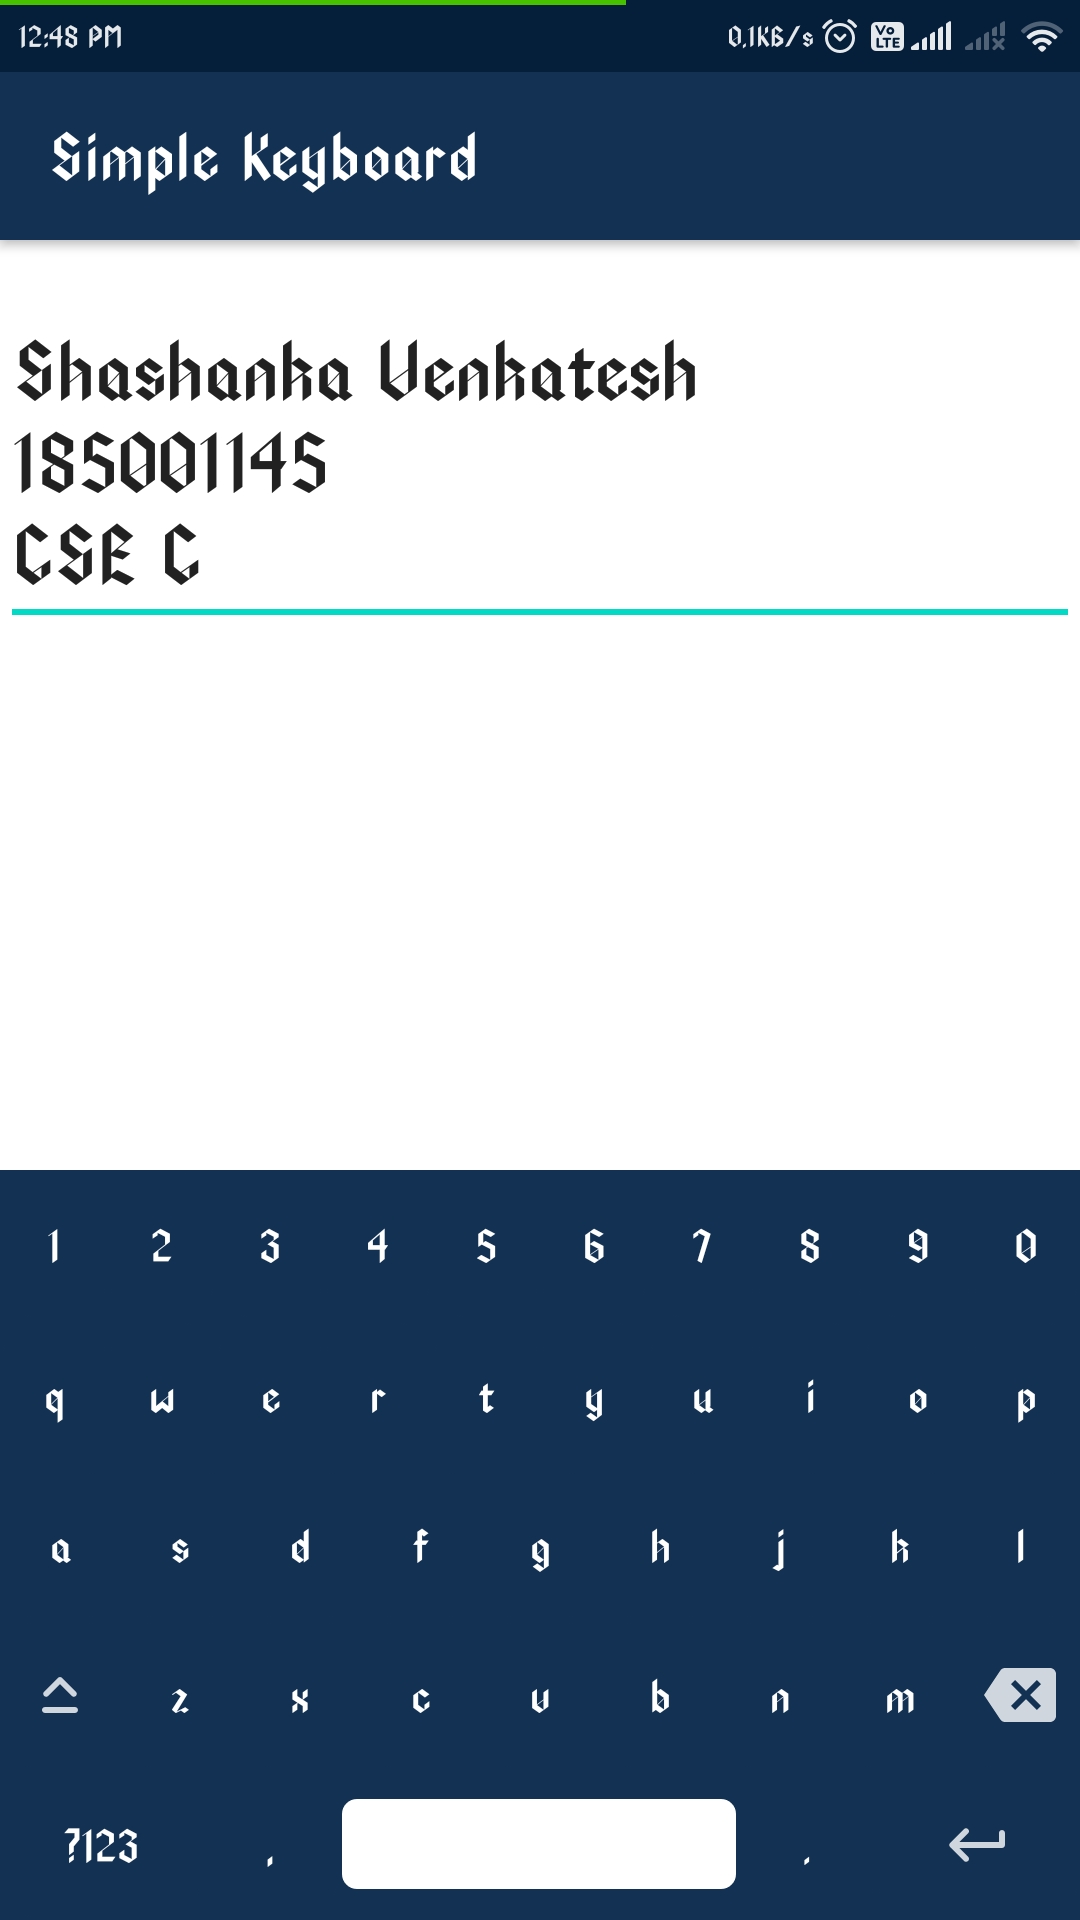 12:48 PM 0.1KB/s Vo LTE
Simple Keyboard
Shashanka Venkatesh
185001145
CSE C
1 2 3 4 5 6 7 8 9 0
q w e r t y u i o p
a s d f g h j k l
z x c v b n m
?123 , .